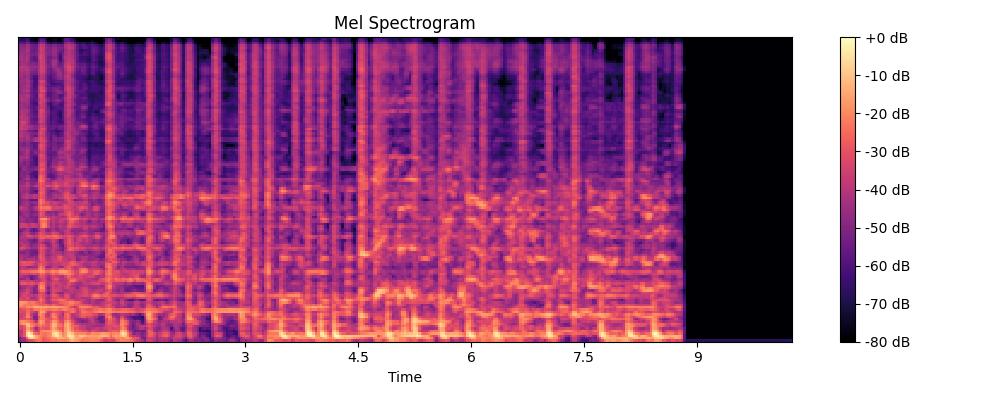 Mel Spectrogram
+0 dB
-10 dB
-20 dB
-30 dB
-40 dB
-50 dB
-60 dB
-70 dB
-80 dB
0 1.5 3 4.5 6 7.5 9
Time